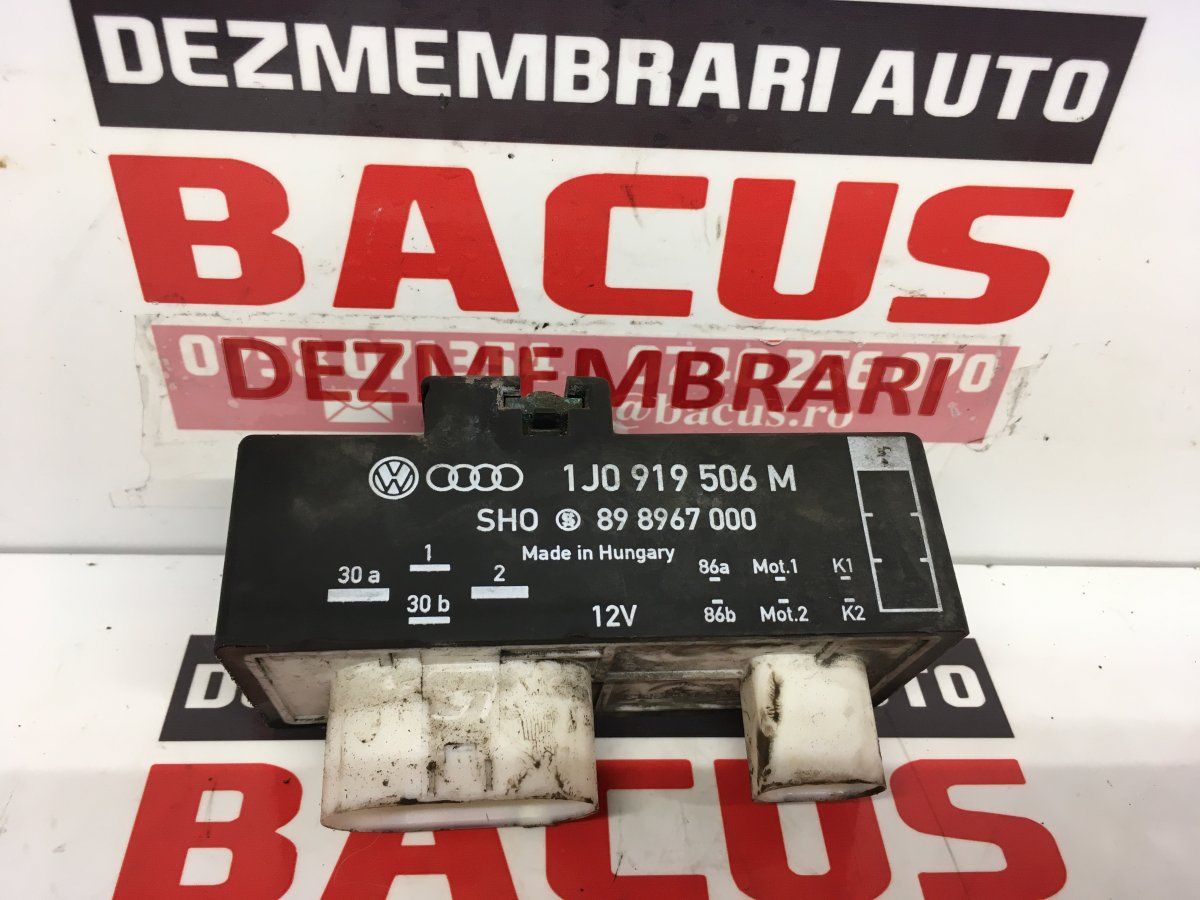 DEZMEMBRARI AUTO
BACUS
DEZMEMBRARI
@bacus.ro
1J0 919 506 M
SHO 89 8967 000
Made in Hungary
30 a 1 2 86a Mot.1 K1
30 b 12V 86b Mot.2 K2
BACUS